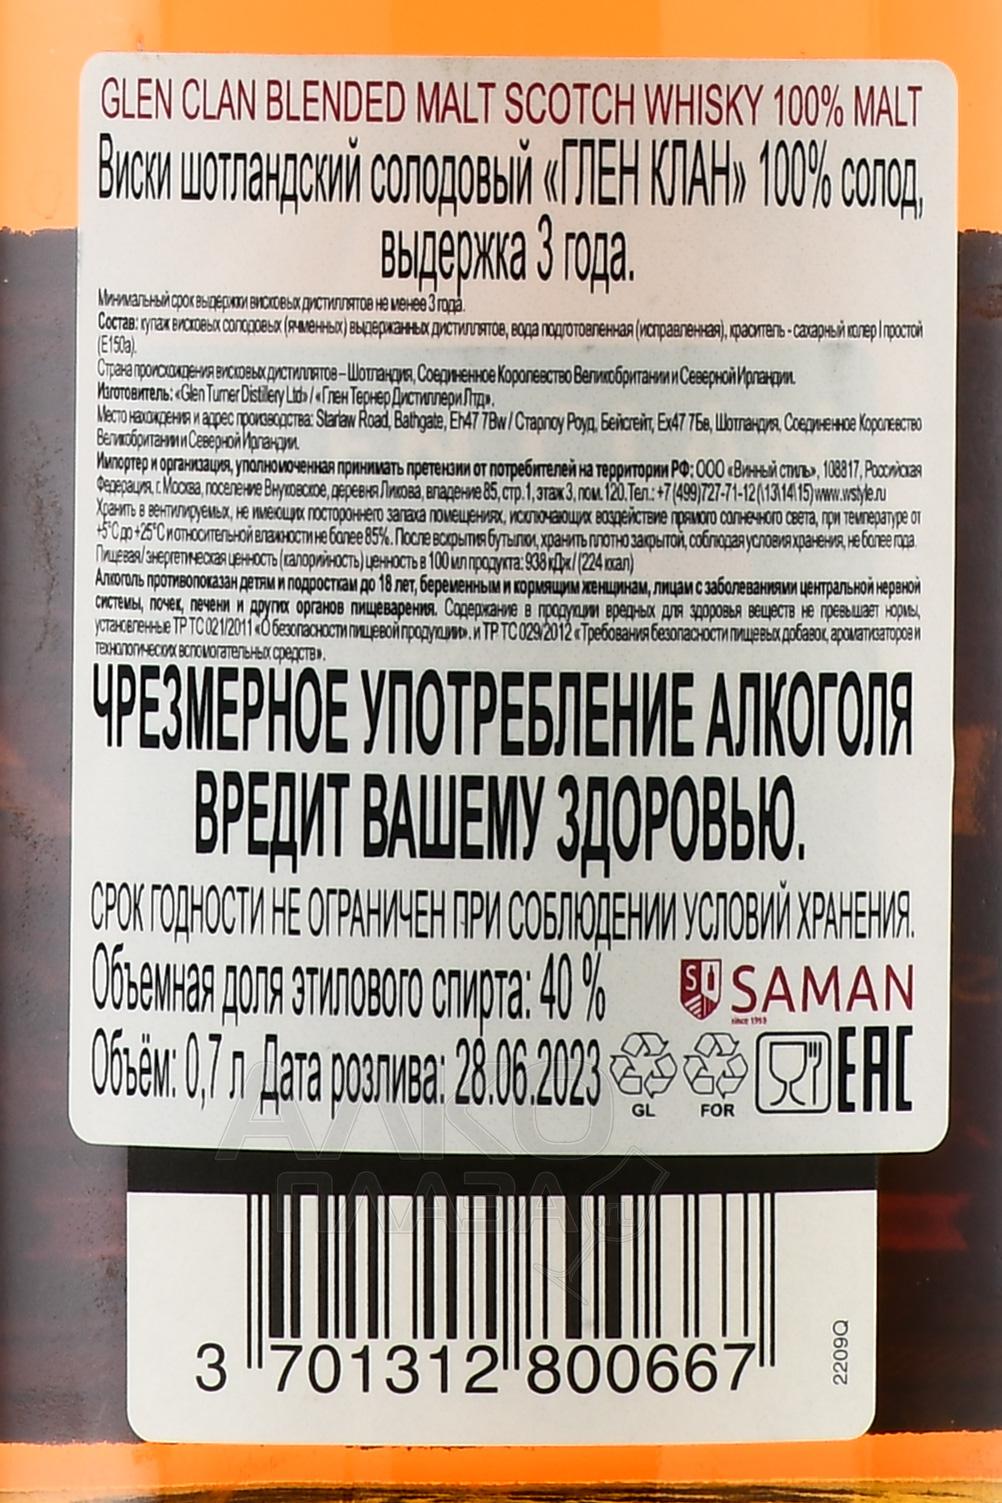 GLEN CLAN BLENDED MALT SCOTCH WHISKY 100% MALT
Виски шотландский солодовый «ГЛЕН КЛАН» 100% солод,
выдержка 3 года.
Минимальный срок выдержки висковых дистиллятов не менее 3 года.
Состав: купаж висковых солодовых (ячменных) выдержанных дистиллятов, вода подготовленная (исправленная), краситель - сахарный колер I простой
(E150a).
Страна происхождения висковых дистиллятов – Шотландия, Соединенное Королевство Великобритании и Северной Ирландии.
Изготовитель: «Glen Turner Distillery Ltd» / «Глен Тернер Дистиллери Лтд»,
Место нахождения и адрес производства: Starlaw Road, Bathgate, Eh47 7Bw / Старлоу Роуд, Бейсгейт, Ех47 7Бв, Шотландия, Соединенное Королевство
Великобритании и Северной Ирландии.
Импортер и организация, уполномоченная принимать претензии от потребителей на территории РФ: ООО «Винный стиль», 108817, Российская
Федерация, г. Москва, поселение Внуковское, деревня Ликова, владение 85, стр.1, этаж 3, пом. 120. Тел.: +7 (499)727-71-12 (\13\14\15) www.wstyle.ru
Хранить в вентилируемых, не имеющих постороннего запаха помещениях, исключающих воздействие прямого солнечного света, при температуре от
+5°С до +25°С и относительной влажности не более 85%. После вскрытия бутылки, хранить плотно закрытой, соблюдая условия хранения, не более года.
Пищевая/энергетическая ценность (калорийность) ценность в 100 мл продукта: 938 кДж / (224 ккал)
Алкоголь противопоказан детям и подросткам до 18 лет, беременным и кормящим женщинам, лицам с заболеваниями центральной нервной
системы, почек, печени и других органов пищеварения. Содержание в продукции вредных для здоровья веществ не превышает нормы,
установленные ТР ТС 021/2011 «О безопасности пищевой продукции». и ТР ТС 029/2012 «Требования безопасности пищевых добавок, ароматизаторов и
технологических вспомогательных средств».
ЧРЕЗМЕРНОЕ УПОТРЕБЛЕНИЕ АЛКОГОЛЯ
ВРЕДИТ ВАШЕМУ ЗДОРОВЬЮ.
СРОК ГОДНОСТИ НЕ ОГРАНИЧЕН ПРИ СОБЛЮДЕНИИ УСЛОВИЙ ХРАНЕНИЯ.
Объемная доля этилового спирта: 40 %
S SAMAN
since 1993
Объём: 0,7 л Дата розлива: 28.06.2023
GL FOR EAC
АЛКО
ПЛАЗА.ru
3 701312 800667
2209Q